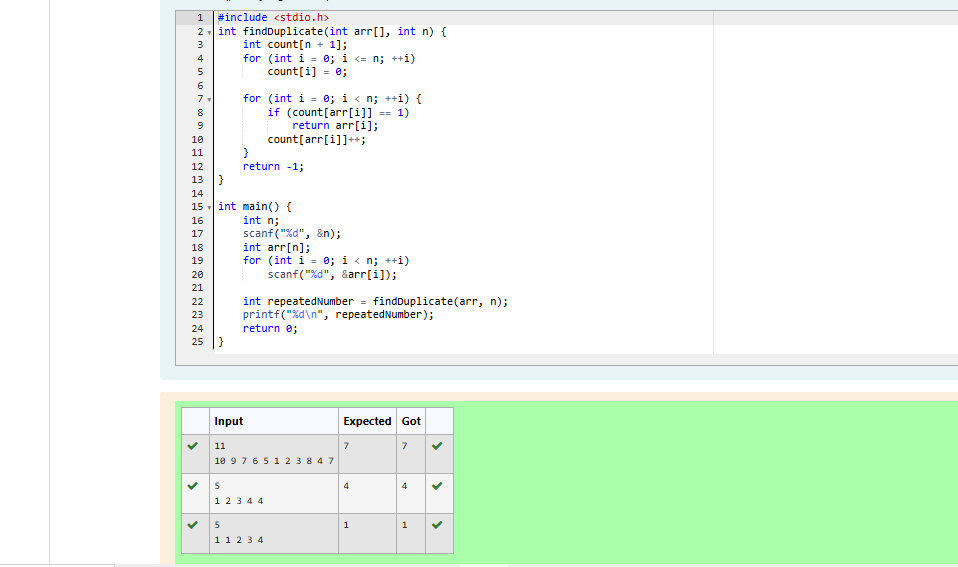 1 #include <stdio.h>
2 int findDuplicate(int arr[], int n) {
3     int count[n + 1];
4     for (int i = 0; i <= n; ++i)
5         count[i] = 0;
6
7     for (int i = 0; i < n; ++i) {
8         if (count[arr[i]] == 1)
9             return arr[i];
10         count[arr[i]]++;
11     }
12     return -1;
13 }
14
15 int main() {
16     int n;
17     scanf("%d", &n);
18     int arr[n];
19     for (int i = 0; i < n; ++i)
20         scanf("%d", &arr[i]);
21
22     int repeatedNumber = findDuplicate(arr, n);
23     printf("%d\n", repeatedNumber);
24     return 0;
25 }
Input Expected Got
11 7 7
10 9 7 6 5 1 2 3 8 4 7
5 4 4
1 2 3 4 4
5 1 1
1 1 2 3 4